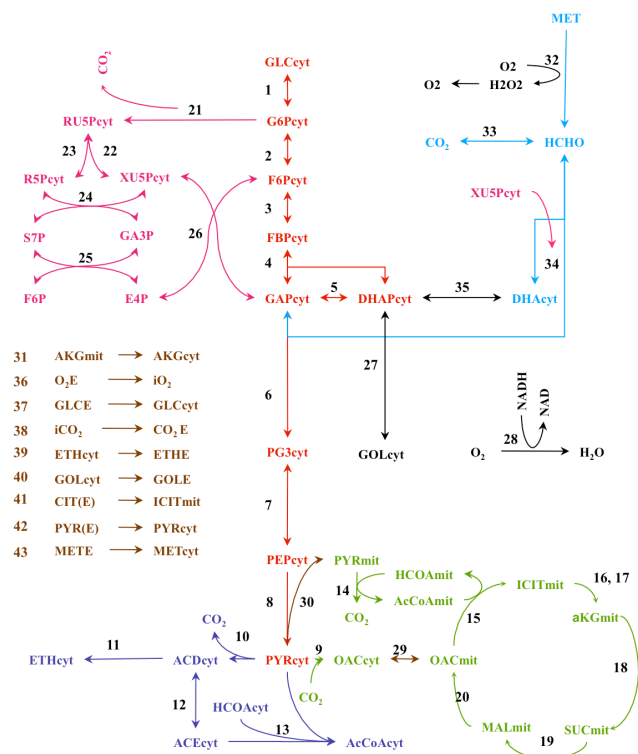 MET
CO2
GLCcyt
O2
32
O2
H2O2
1
21
RU5Pcyt
G6Pcyt
33
CO2
HCHO
23
22
2
R5Pcyt
XU5Pcyt
F6Pcyt
XU5Pcyt
24
3
S7P
GA3P
26
FBPcyt
25
4
34
5
35
F6P
E4P
GAPcyt
DHAPcyt
DHAcyt
31 AKGmit AKGcyt
27
36 O2E iO2
37 GLCE GLCcyt
6
NADH
NAD
38 iCO2 CO2 E
28
39 ETHcyt ETHE
PG3cyt
GOLcyt
O2
H2O
40 GOLcyt GOLE
41 CIT(E) ICITmit
7
42 PYR(E) PYRcyt
43 METE METcyt
PEPcyt
PYRmit
HCOAmit
16, 17
14
ICITmit
8
30
AcCoAmit
15
CO2
CO2
aKGmit
10
9
11
29
18
ETHcyt
ACDcyt
PYRcyt
OACcyt
OACmit
CO2
20
12
HCOAcyt
13
MALmit
SUCmit
ACEcyt
AcCoAcyt
19